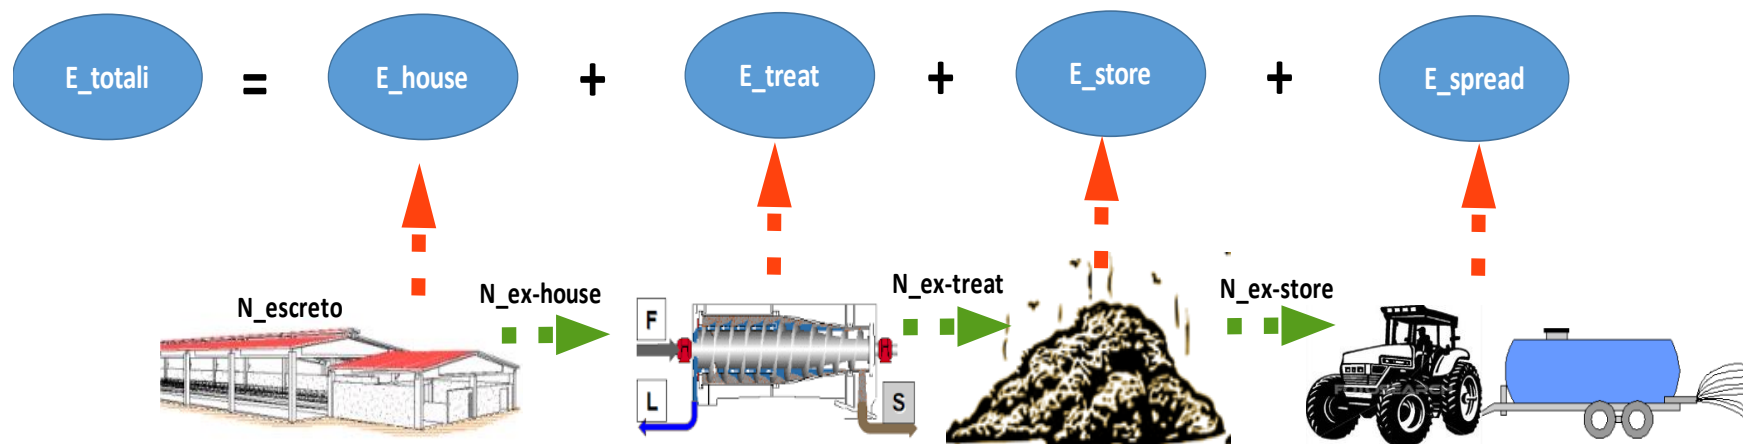 E_totali = E_house + E_treat + E_store + E_spread
N_escreto
N_ex-house
N_ex-treat
N_ex-store
F
L
S